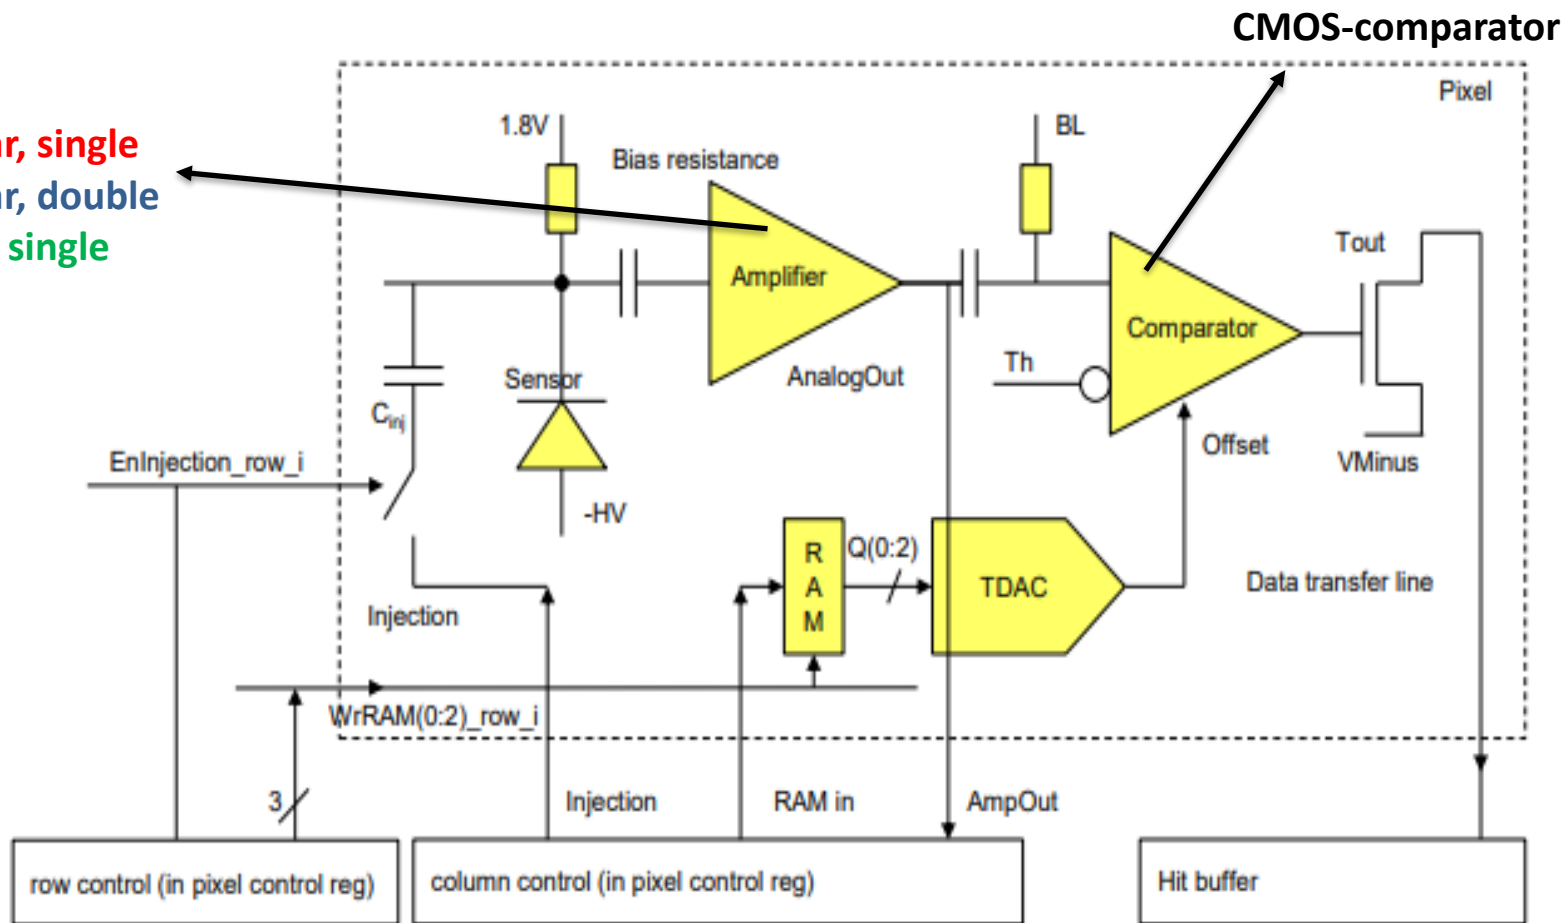 CMOS-comparator
Pixel
r, single
r, double
single
1.8V
BL
Bias resistance
Tout
Amplifier
Comparator
Th
AnalogOut
Sensor
Cinj
Offset
VMinus
EnInjection_row_i
-HV
R
A
M
Q(0:2)
TDAC
Data transfer line
Injection
WrRAM(0:2)_row_i
3
Injection
RAM in
AmpOut
row control (in pixel control reg)
column control (in pixel control reg)
Hit buffer